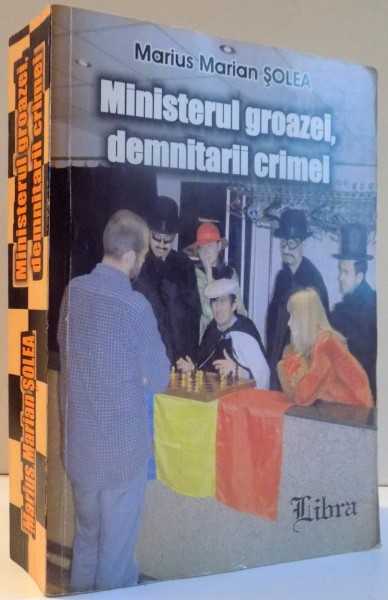 Marius Marian ŞOLEA
Ministerul groazei,
demnitarii crimei
Libra
Ministerul groazei,
demnitarii crimei
Marius Marian ŞOLEA